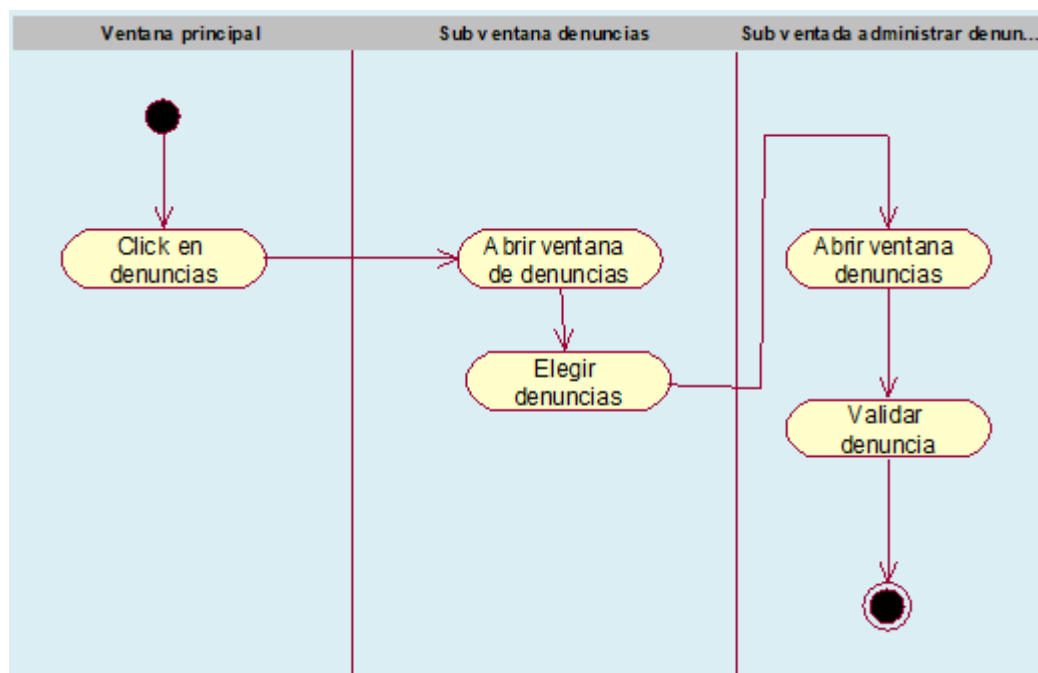 Ventana principal
Sub ventana denuncias
Sub ventada administrar denun...
Click en
denuncias
Abrir ventana
de denuncias
Elegir
denuncias
Abrir ventana
denuncias
Validar
denuncia